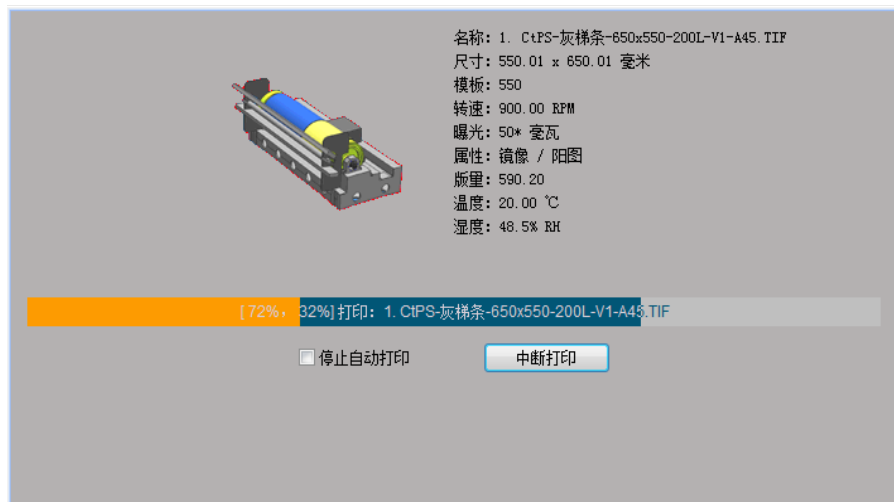 名称: 1. CtPS-灰梯条-650x550-200L-V1-A45.TIF
尺寸: 550.01 x 650.01 毫米
模板: 550
转速: 900.00 RPM
曝光: 50* 毫瓦
属性: 镜像 / 阳图
版里: 590.20
温度: 20.00 ℃
湿度: 48.5% RH
[72%, 32%]打印: 1. CtPS-灰梯条-650x550-200L-V1-A45.TIF
停止自动打印
中断打印